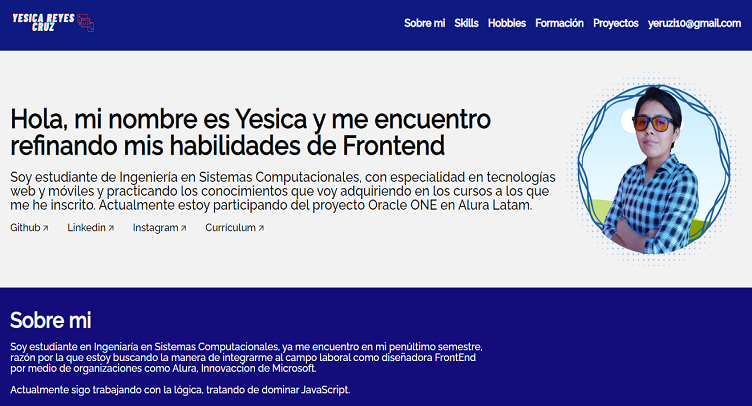 YESICA REYES
CRUZ
Sobre mi Skills Hobbies Formación Proyectos yeruzi10@gmail.com
Hola, mi nombre es Yesica y me encuentro
refinando mis habilidades de Frontend
Soy estudiante de Ingeniería en Sistemas Computacionales, con especialidad en tecnologías
web y móviles y practicando los conocimientos que voy adquiriendo en los cursos a los que
me he inscrito. Actualmente estoy participando del proyecto Oracle ONE en Alura Latam.
Github Linkedin Instagram Currículum
Sobre mi
Soy estudiante en Ingeniaría en Sistemas Computacionales, ya me encuentro en mi penúltimo semestre,
razón por la que estoy buscando la manera de integrarme al campo laboral como diseñadora FrontEnd
por medio de organizaciones como Alura, Innovaccion de Microsoft.
Actualmente sigo trabajando con la lógica, tratando de dominar JavaScript.